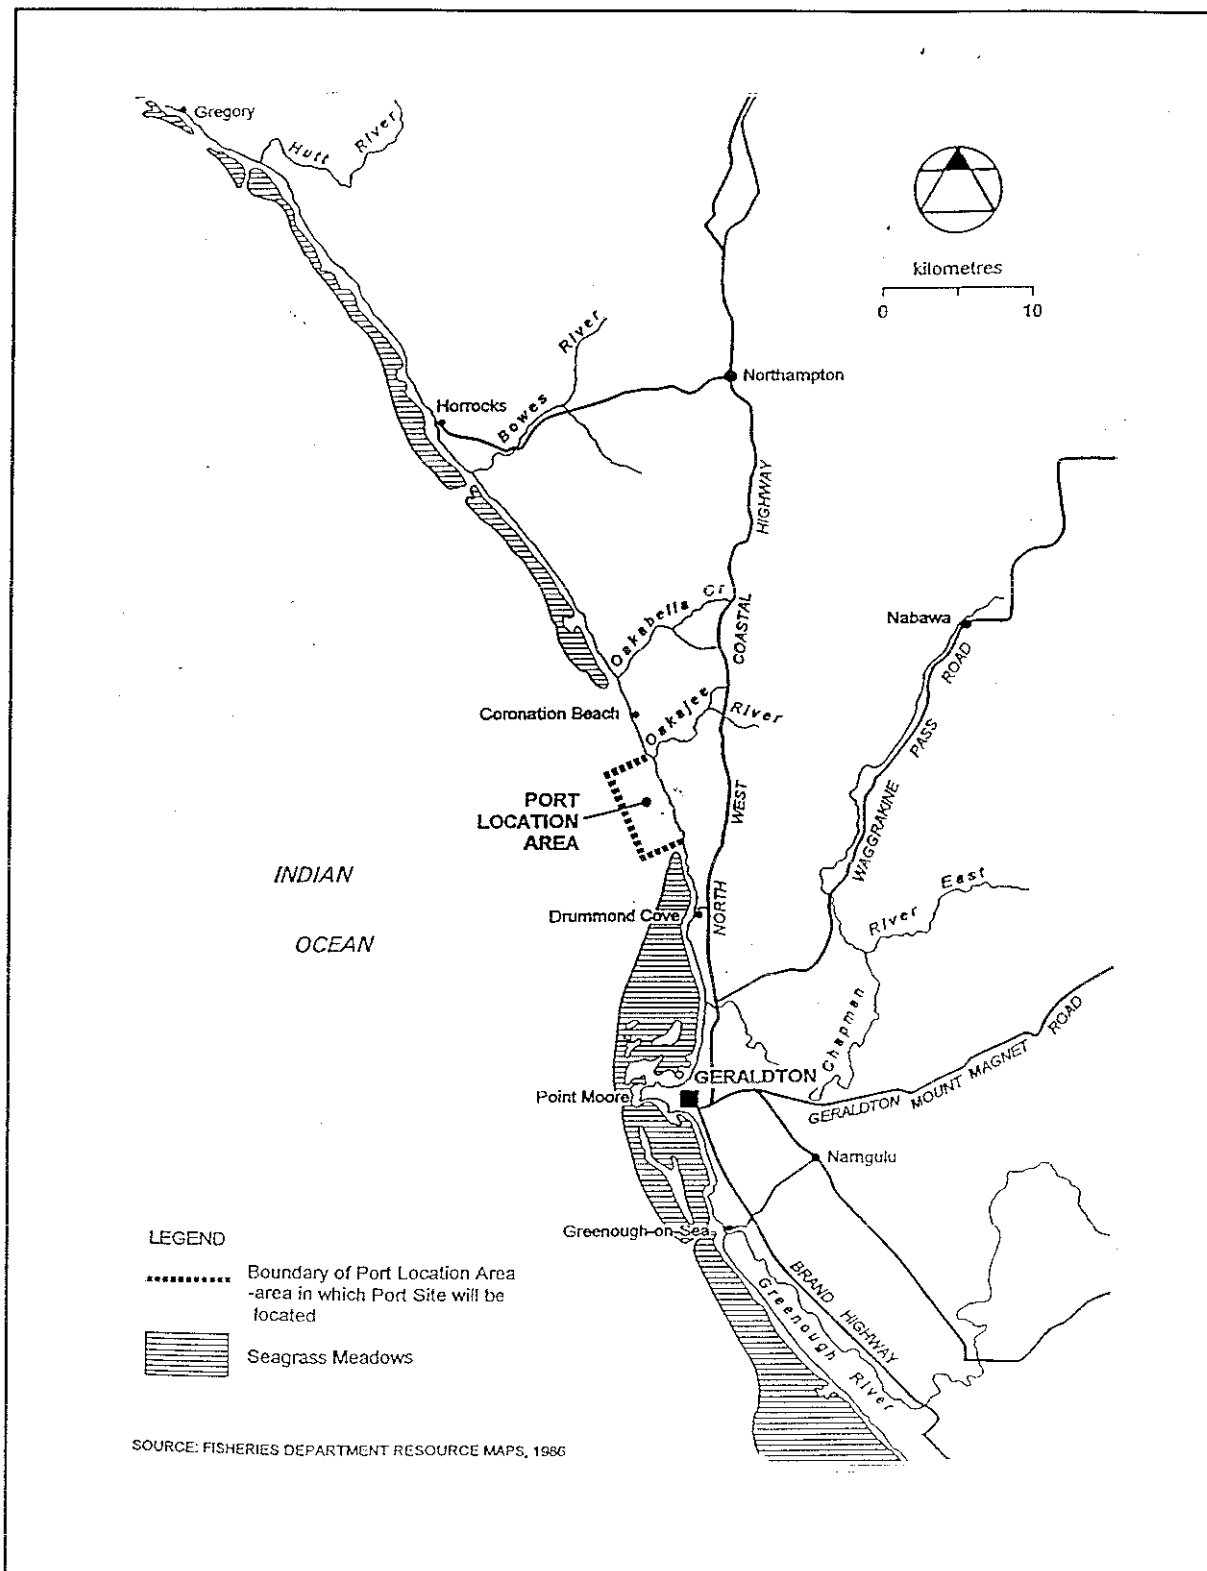 Gregory
Hutt River
kilometres
0 10
River
Northampton
Horrocks
Bowes
HIGHWAY
Oakabella Cr
COASTAL
Nabawa
ROAD
Coronation Beach
Oakajee River
PASS
WEST
PORT
LOCATION
AREA
WAGGRAKINE
INDIAN
East
River
Drummond Cove
NORTH
OCEAN
Chapman
ROAD
GERALDTON
MOUNT MAGNET
Point Moore
GERALDTON
Narngulu
Greenough-on-Sea
LEGEND
BRAND HIGHWAY
Greenough River
Boundary of Port Location Area
-area in which Port Site will be
located
Seagrass Meadows
SOURCE: FISHERIES DEPARTMENT RESOURCE MAPS, 1986